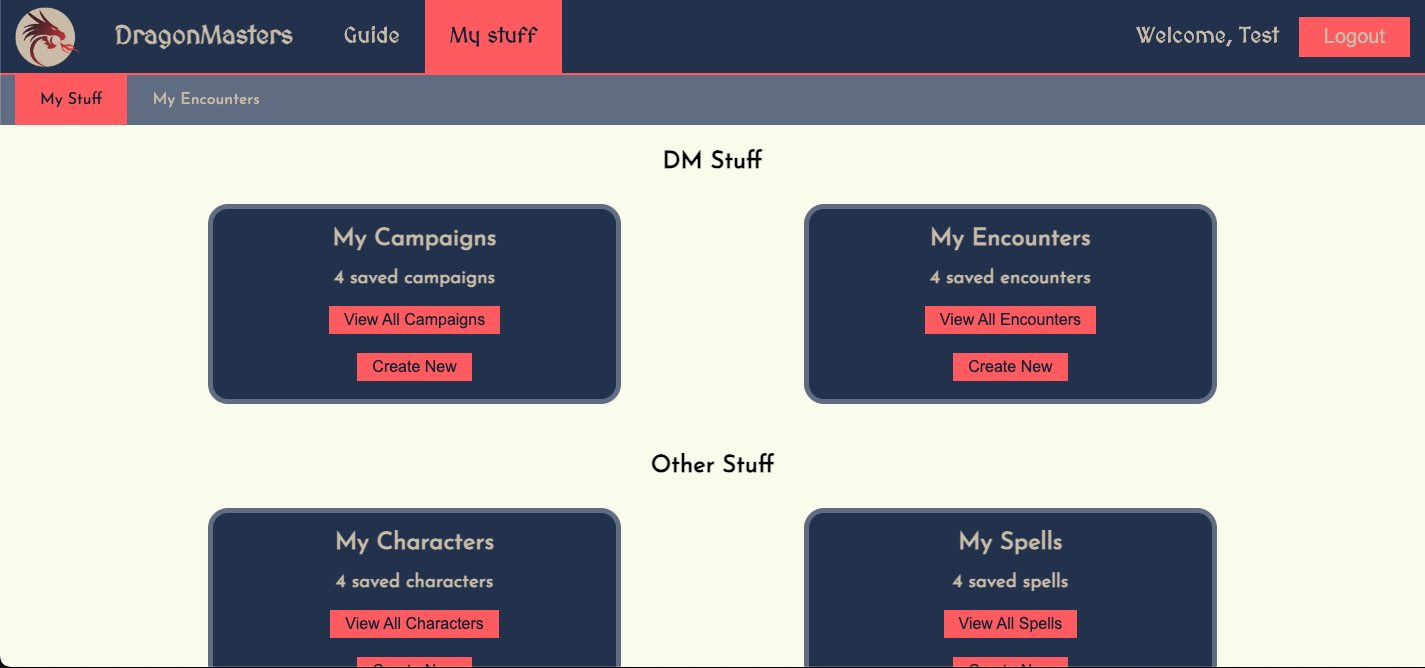 DragonMasters Guide My stuff Welcome, Test Logout
My Stuff My Encounters
DM Stuff
My Campaigns
4 saved campaigns
View All Campaigns
Create New
My Encounters
4 saved encounters
View All Encounters
Create New
Other Stuff
My Characters
4 saved characters
View All Characters
My Spells
4 saved spells
View All Spells